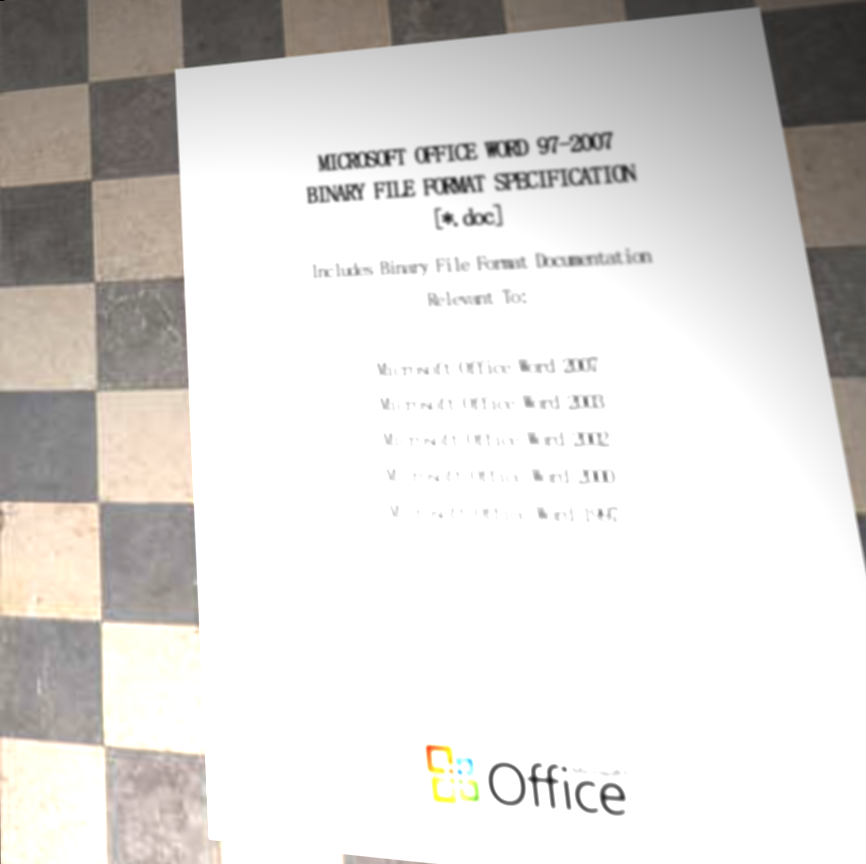 MICROSOFT OFFICE WORD 97-2007
BINARY FILE FORMAT SPECIFICATION
[*.doc]
Includes Binary File Format Documentation
Relevant To:
Microsoft Office Word 2007
Microsoft Office Word 2003
Microsoft Office Word 2002
Microsoft Office Word 2000
Microsoft Office Word 1997
Office